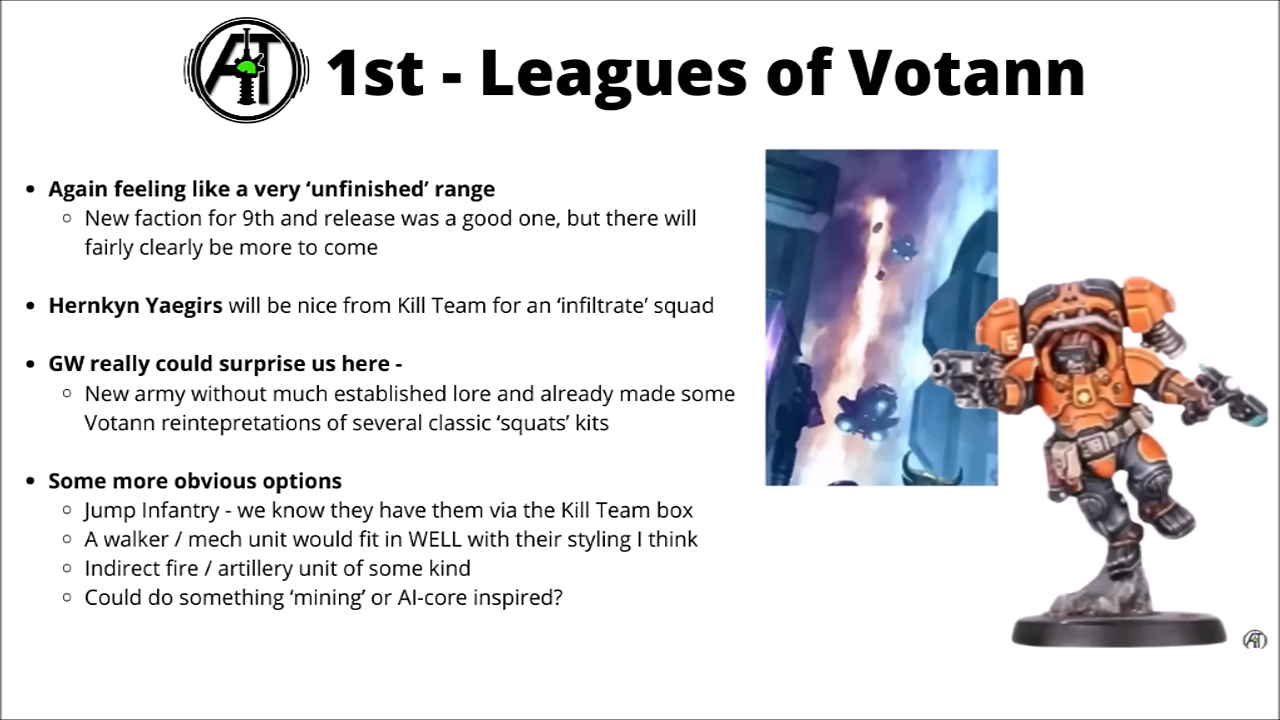 AT
1st - Leagues of Votann
• Again feeling like a very ‘unfinished’ range
○ New faction for 9th and release was a good one, but there will
fairly clearly be more to come
• Hernkyn Yaegirs will be nice from Kill Team for an ‘infiltrate’ squad
• GW really could surprise us here -
○ New army without much established lore and already made some
Votann reintepretations of several classic ‘squats’ kits
• Some more obvious options
○ Jump Infantry - we know they have them via the Kill Team box
○ A walker / mech unit would fit in WELL with their styling I think
○ Indirect fire / artillery unit of some kind
○ Could do something ‘mining’ or AI-core inspired?
AT